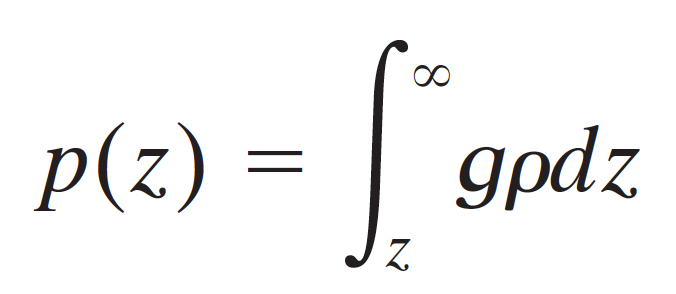 p(z) = ∫_z^∞ gρdz